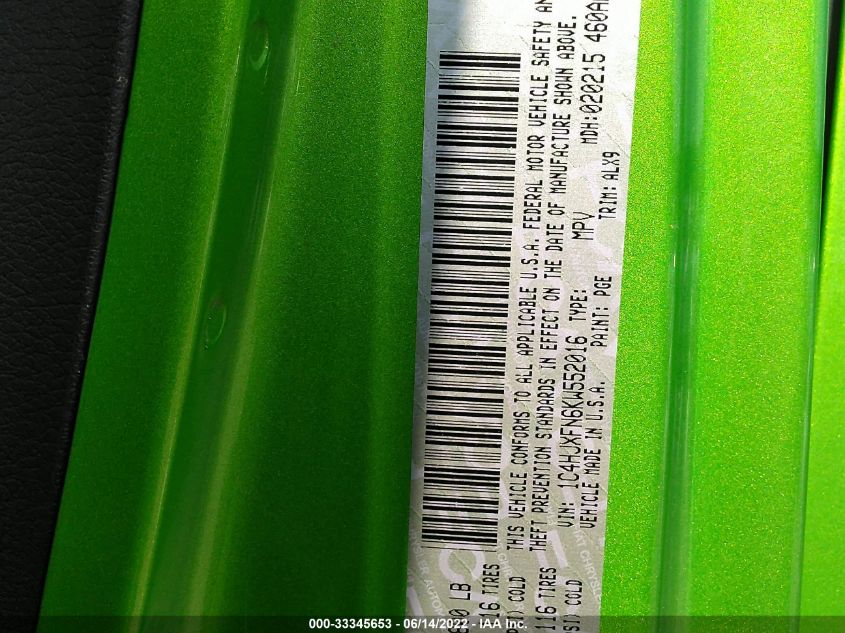 THIS VEHICLE CONFORMS TO ALL APPLICABLE U.S.A. FEDERAL MOTOR VEHICLE SAFETY
THEFT PREVENTION STANDARDS IN EFFECT ON THE DATE OF MANUFACTURE SHOWN ABOVE.
VIN: 1C4HJXFN6KW552016 TYPE: MPV MDH:020215 460A
VEHICLE MADE IN U.S.A. PAINT: PGE TRIM: ALX9
LB
TIRES
COLD
116 TIRES
COLD
000-33345653 - 06/14/2022 - IAA Inc.